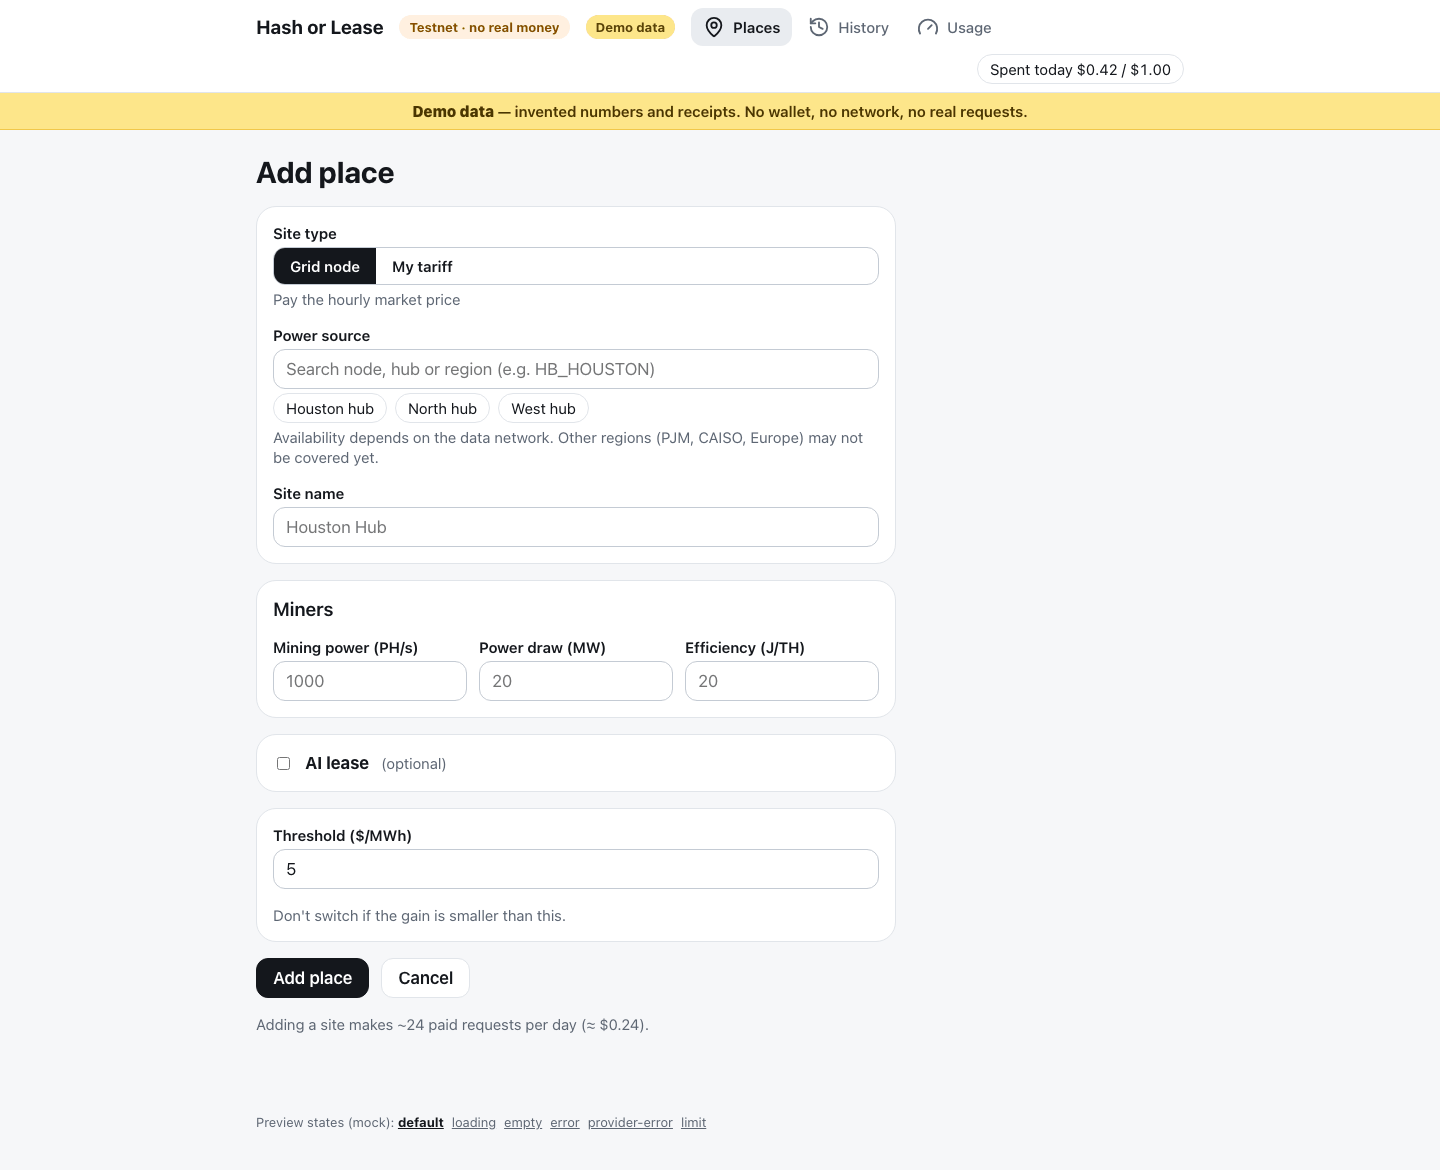 Hash or Lease
Testnet · no real money
Demo data
Places
History
Usage
Spent today $0.42 / $1.00
Demo data — invented numbers and receipts. No wallet, no network, no real requests.
Add place
Site type
Grid node
My tariff
Pay the hourly market price
Power source
Search node, hub or region (e.g. HB_HOUSTON)
Houston hub
North hub
West hub
Availability depends on the data network. Other regions (PJM, CAISO, Europe) may not
be covered yet.
Site name
Houston Hub
Miners
Mining power (PH/s)
Power draw (MW)
Efficiency (J/TH)
1000
20
20
AI lease (optional)
Threshold ($/MWh)
5
Don't switch if the gain is smaller than this.
Add place
Cancel
Adding a site makes ~24 paid requests per day (≈ $0.24).
Preview states (mock): default loading empty error provider-error limit